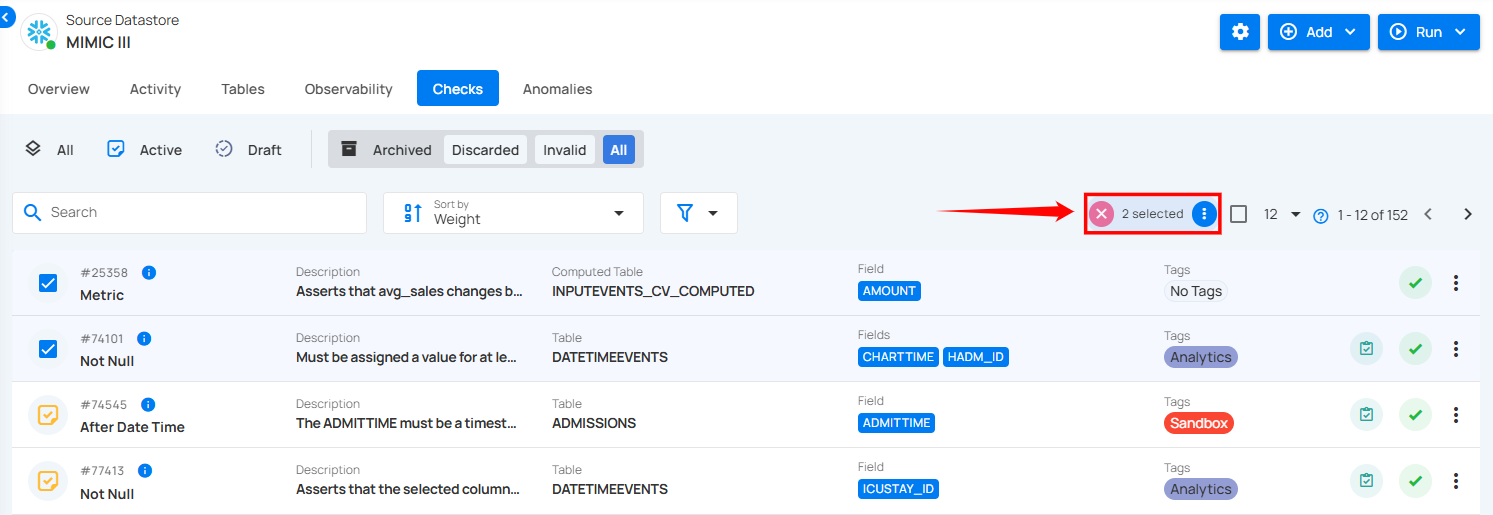 Source Datastore
MIMIC III
Add
Run
Overview
Activity
Tables
Observability
Checks
Anomalies
All
Active
Draft
Archived
Discarded
Invalid
All
Search
Sort by
Weight
2 selected
12
1 - 12 of 152
#25358
Metric
Description
Asserts that avg_sales changes b...
Computed Table
INPUTEVENTS_CV_COMPUTED
Field
AMOUNT
Tags
No Tags
#74101
Not Null
Description
Must be assigned a value for at le...
Table
DATETIMEEVENTS
Fields
CHARTTIME HADM_ID
Tags
Analytics
#74545
After Date Time
Description
The ADMITTIME must be a timest...
Table
ADMISSIONS
Field
ADMITTIME
Tags
Sandbox
#77413
Not Null
Description
Asserts that the selected column...
Table
DATETIMEEVENTS
Field
ICUSTAY_ID
Tags
Analytics